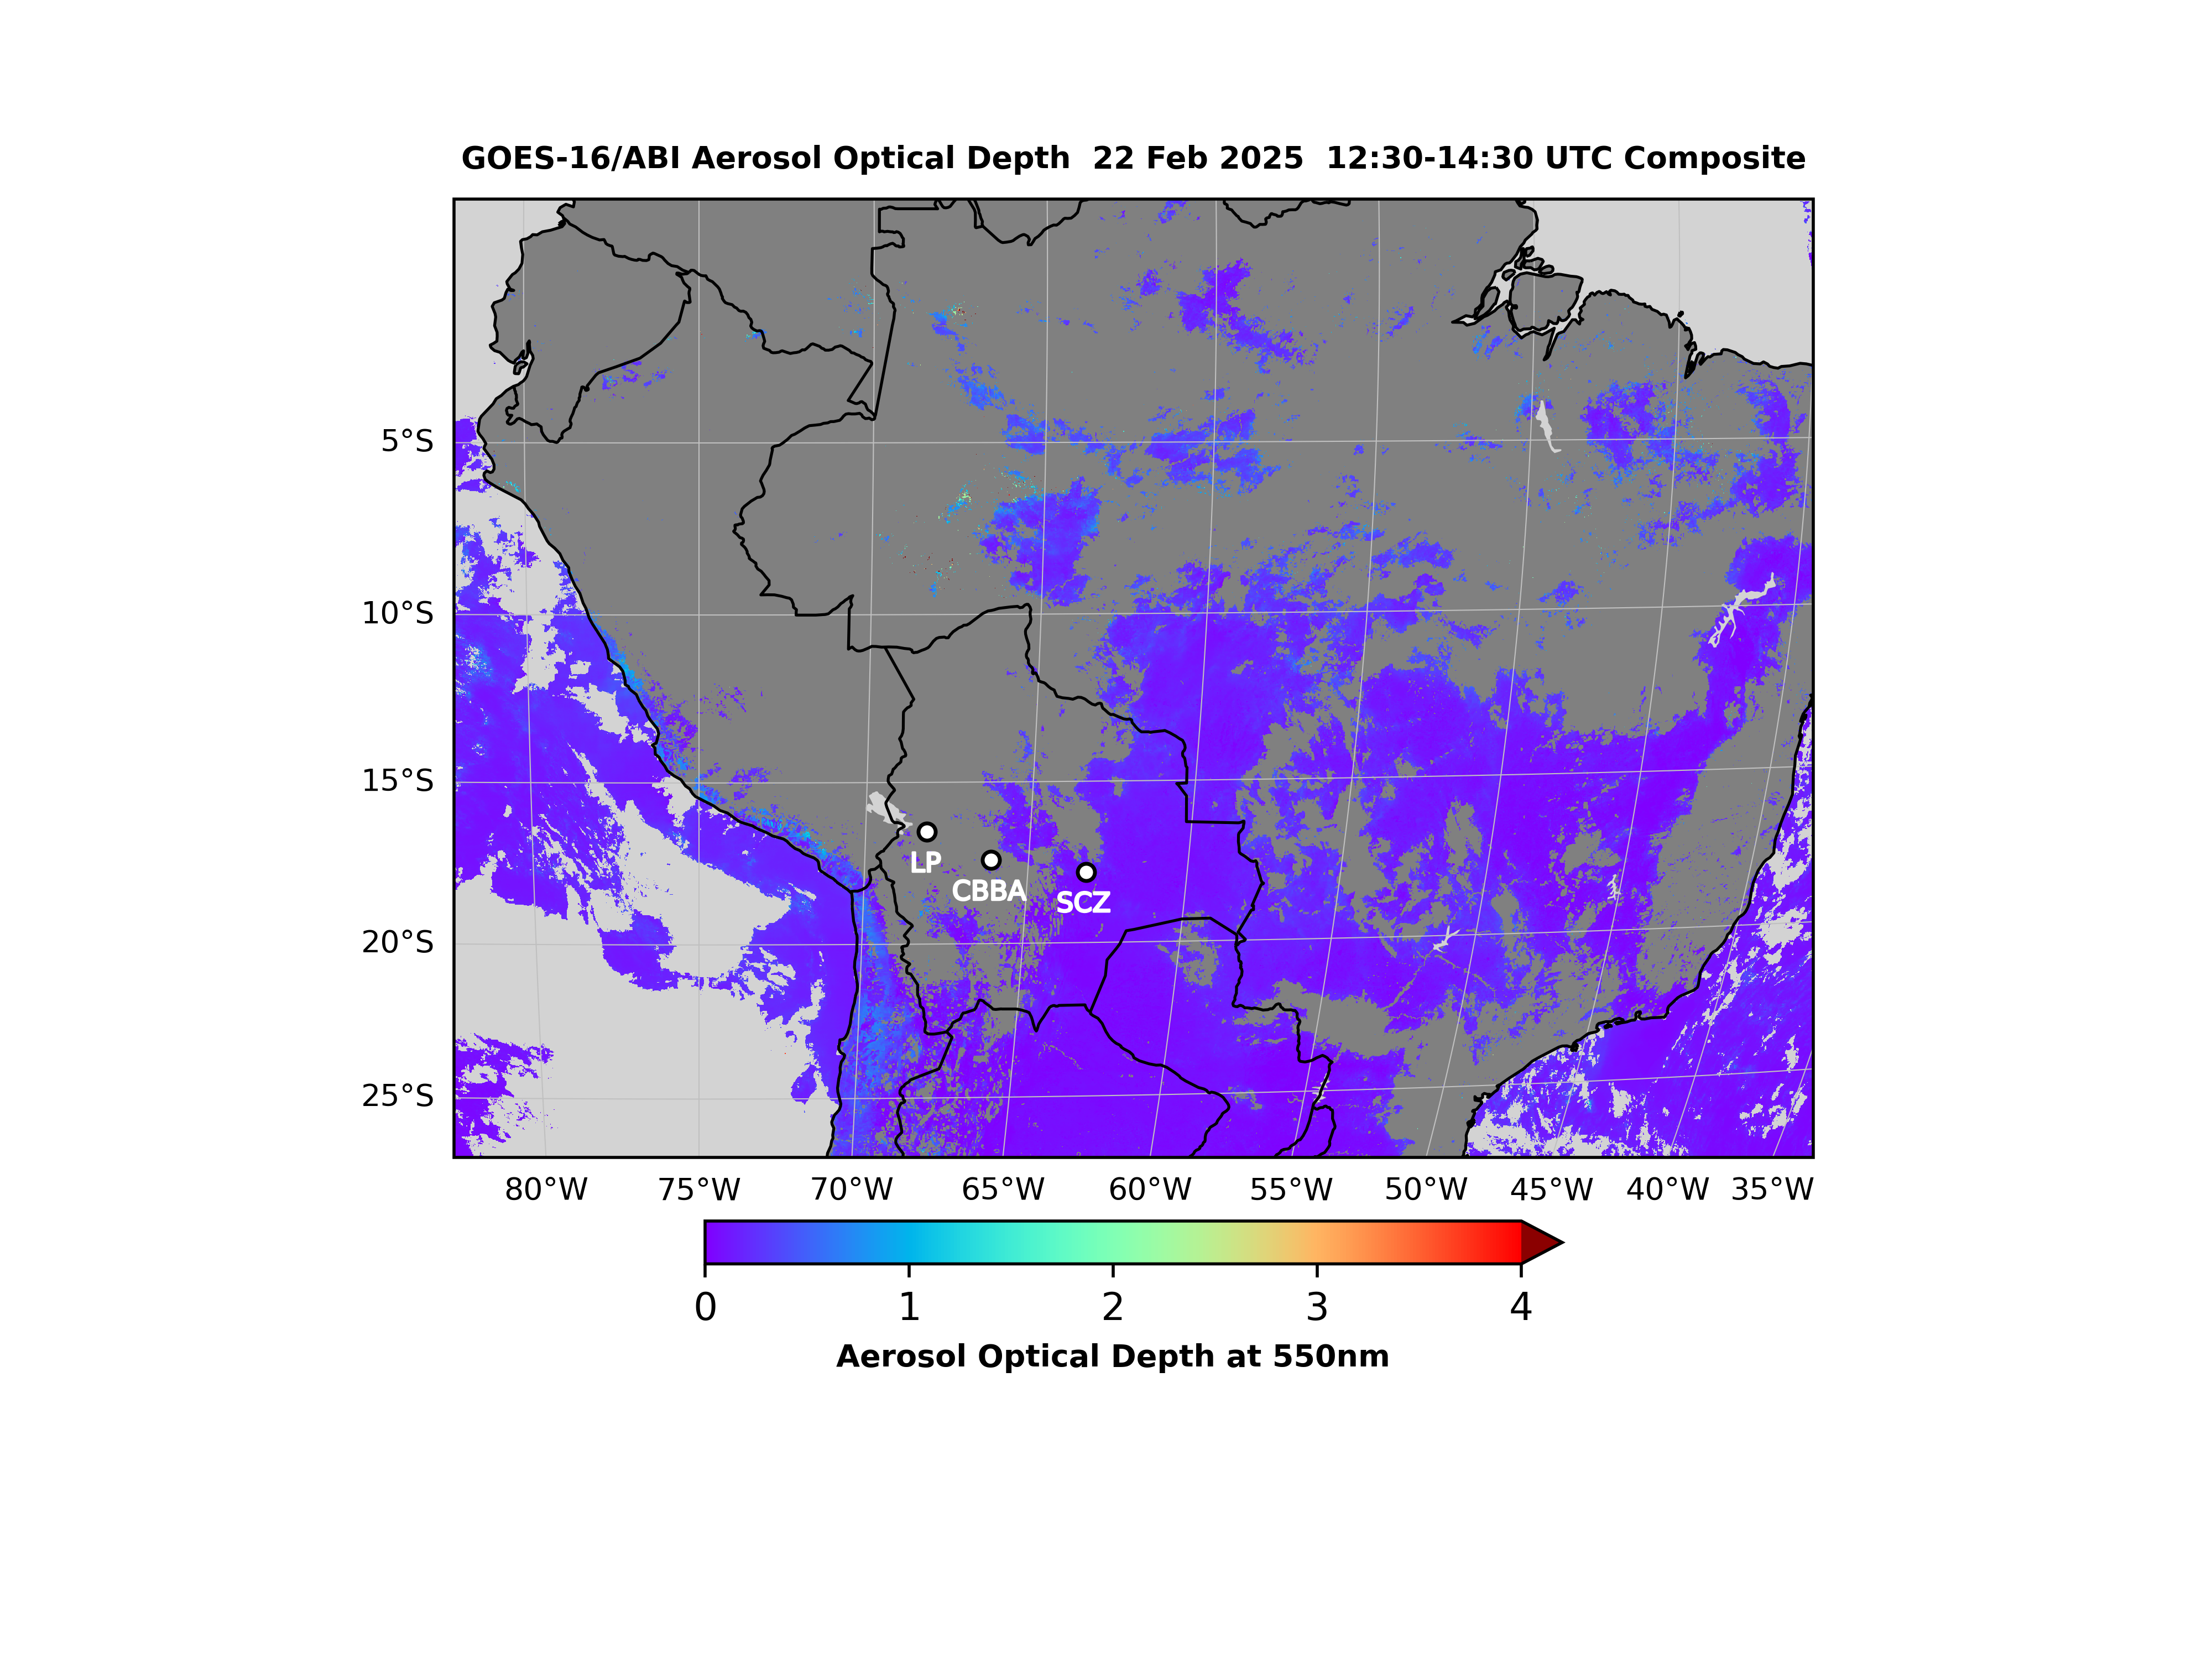 GOES-16/ABI Aerosol Optical Depth  22 Feb 2025  12:30-14:30 UTC Composite
5°S
10°S
15°S
LP
CBBA
SCZ
20°S
25°S
80°W 75°W 70°W 65°W 60°W 55°W 50°W 45°W 40°W 35°W
0 1 2 3 4
Aerosol Optical Depth at 550nm